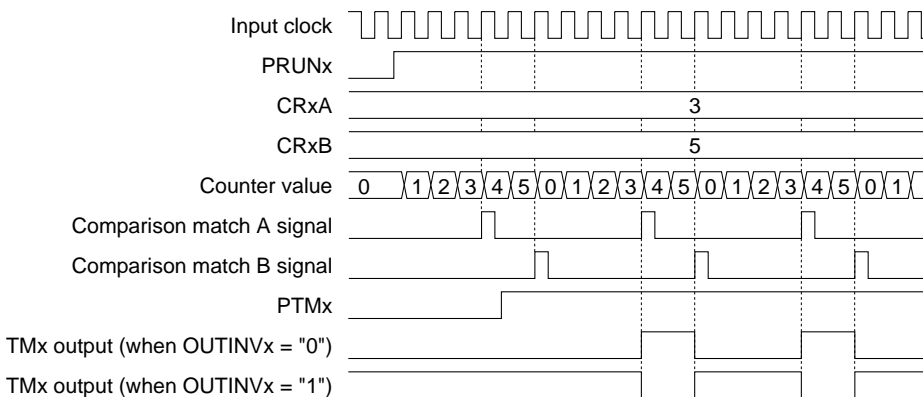 Input clock
PRUNx
CRxA 3
CRxB 5
Counter value 0 1 2 3 4 5 0 1 2 3 4 5 0 1 2 3 4 5 0 1
Comparison match A signal
Comparison match B signal
PTMx
TMx output (when OUTINVx = "0")
TMx output (when OUTINVx = "1")